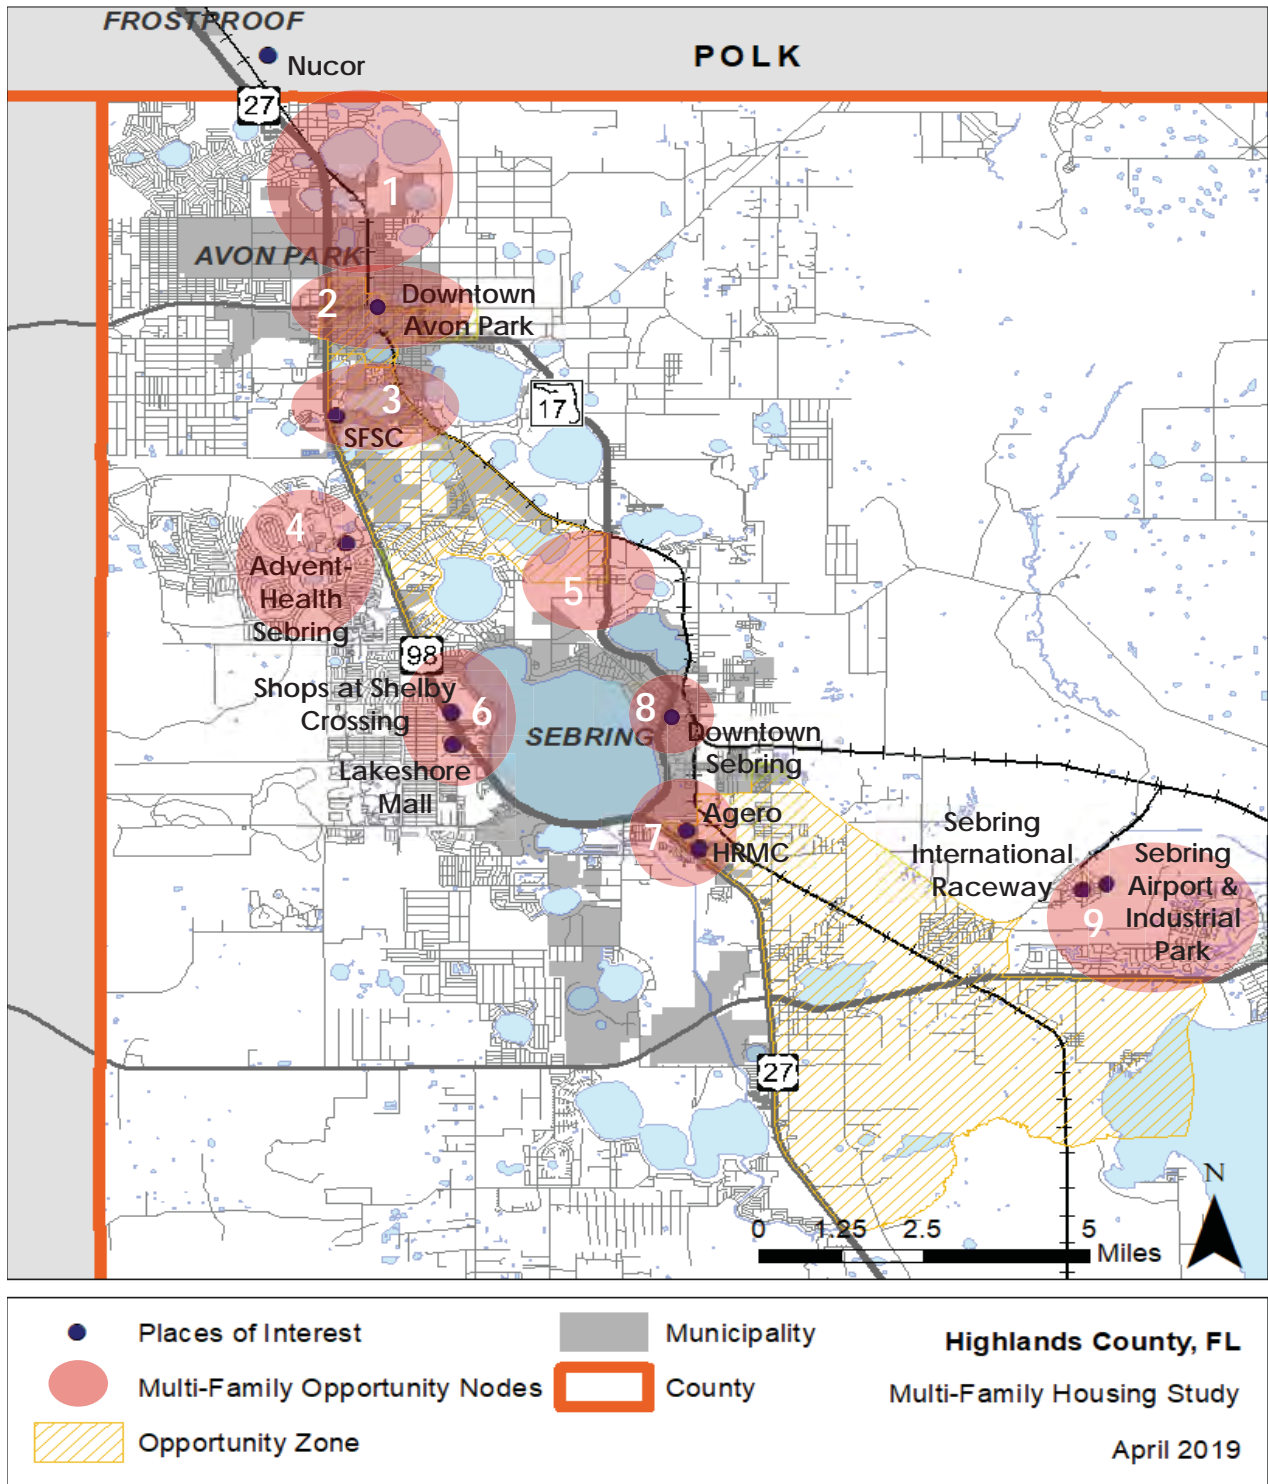 FROSTPROOF
Nucor
POLK
27
1
AVON PARK
2
Downtown
Avon Park
3
17
SFSC
4
Advent-
Health
Sebring
5
98
Shops at Shelby
Crossing
6
8
SEBRING
Downtown
Sebring
Lakeshore
Mall
Agero
7
HRMC
Sebring
International
Raceway
Sebring
Airport &
Industrial
Park
9
27
N
0 1.25 2.5 5
Miles
Places of Interest
Multi-Family Opportunity Nodes
Opportunity Zone
Municipality
County
Highlands County, FL
Multi-Family Housing Study
April 2019